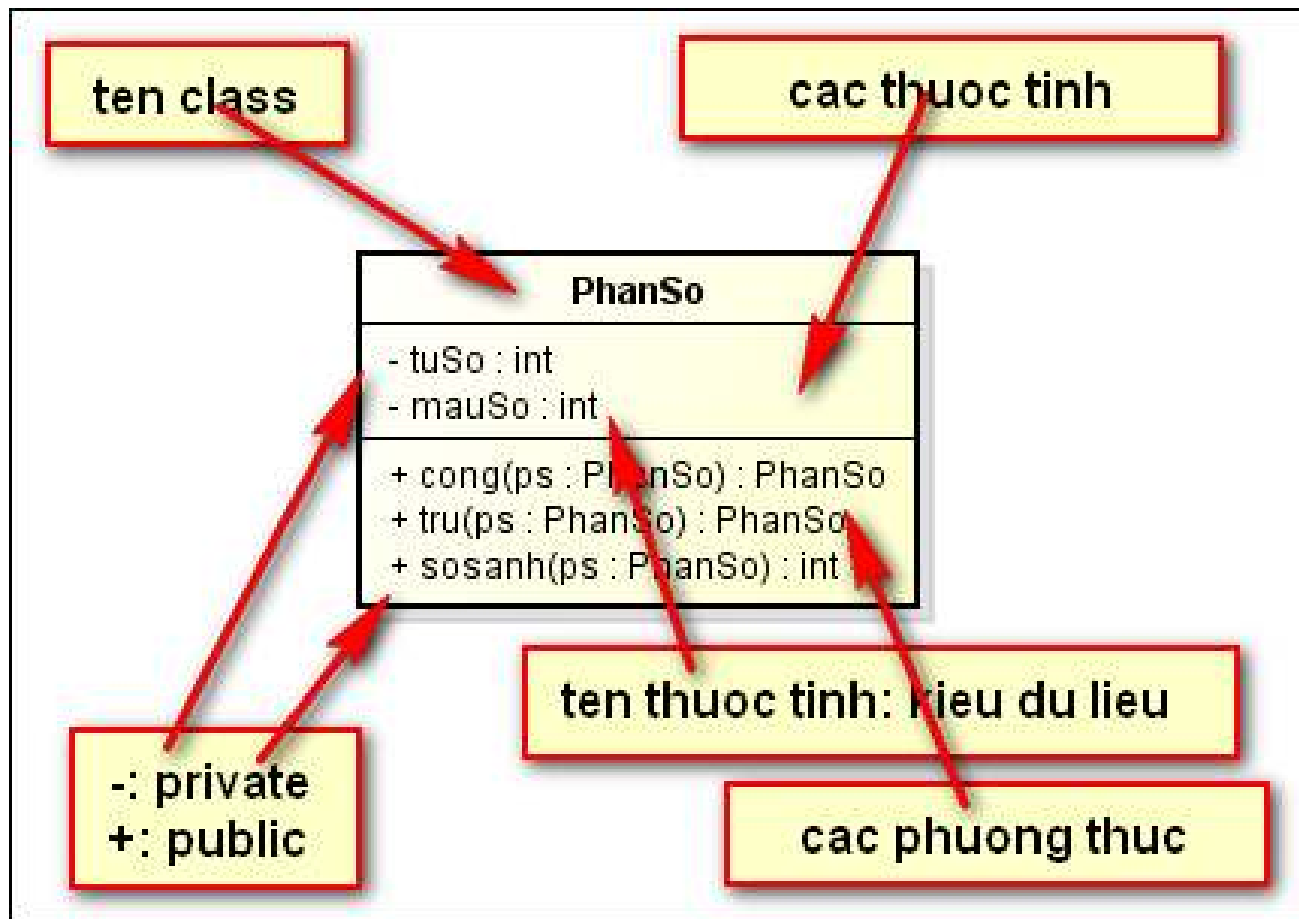 ten class
cac thuoc tinh
PhanSo
- tuSo : int
- mauSo : int
+ cong(ps : PhanSo) : PhanSo
+ tru(ps : PhanSo) : PhanSo
+ sosanh(ps : PhanSo) : int
ten thuoc tinh: kieu du lieu
-: private
+: public
cac phuong thuc